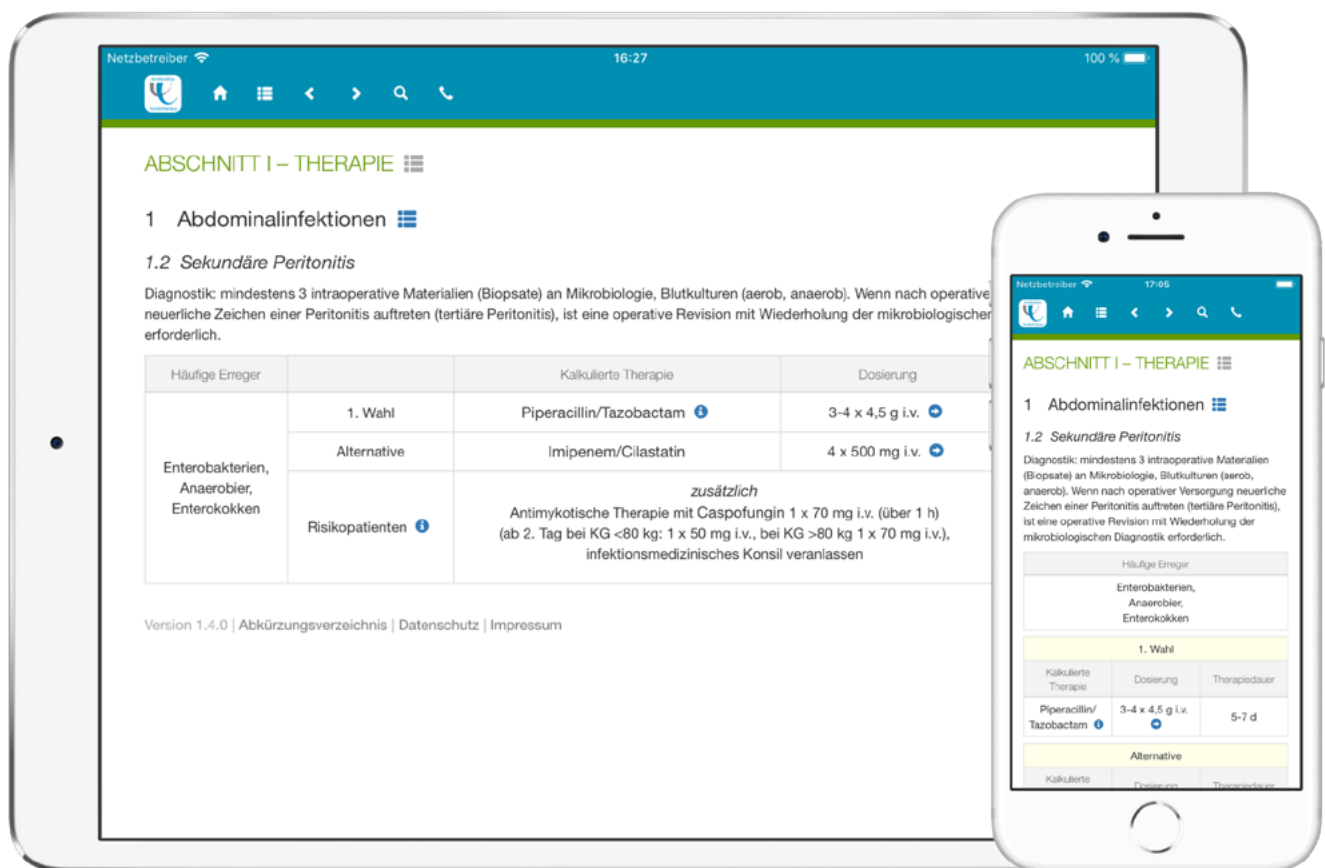 Netzbetreiber 16:27 100 %
ABSCHNITT I – THERAPIE
1 Abdominalinfektionen
1.2 Sekundäre Peritonitis
Diagnostik: mindestens 3 intraoperative Materialien (Biopsate) an Mikrobiologie, Blutkulturen (aerob, anaerob). Wenn nach operative
neuerliche Zeichen einer Peritonitis auftreten (tertiäre Peritonitis), ist eine operative Revision mit Wiederholung der mikrobiologischen
erforderlich.
Häufige Erreger Kalkulierte Therapie Dosierung
1. Wahl Piperacillin/Tazobactam 3-4 x 4,5 g i.v.
Alternative Imipenem/Cilastatin 4 x 500 mg i.v.
Enterobakterien,
Anaerobier,
Enterokokken
Risikopatienten
zusätzlich
Antimykotische Therapie mit Caspofungin 1 x 70 mg i.v. (über 1 h)
(ab 2. Tag bei KG <80 kg: 1 x 50 mg i.v., bei KG >80 kg 1 x 70 mg i.v.),
infektionsmedizinisches Konsil veranlassen
Version 1.4.0 | Abkürzungsverzeichnis | Datenschutz | Impressum
Netzbetreiber 17:05
ABSCHNITT I – THERAPIE
1 Abdominalinfektionen
1.2 Sekundäre Peritonitis
Diagnostik: mindestens 3 intraoperative Materialien
(Biopsate) an Mikrobiologie, Blutkulturen (aerob,
anaerob). Wenn nach operativer Versorgung neuerliche
Zeichen einer Peritonitis auftreten (tertiäre Peritonitis),
ist eine operative Revision mit Wiederholung der
mikrobiologischen Diagnostik erforderlich.
Häufige Erreger
Enterobakterien,
Anaerobier,
Enterokokken
1. Wahl
Kalkulierte
Therapie
Dosierung Therapiedauer
Piperacillin/
Tazobactam
3-4 x 4,5 g i.v.
5-7 d
Alternative
Kalkulierte
Dosierung Therapiedauer